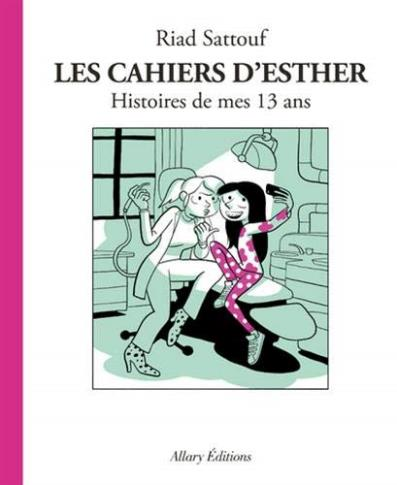 Riad Sattouf
LES CAHIERS D'ESTHER
Histoires de mes 13 ans
Allary Éditions